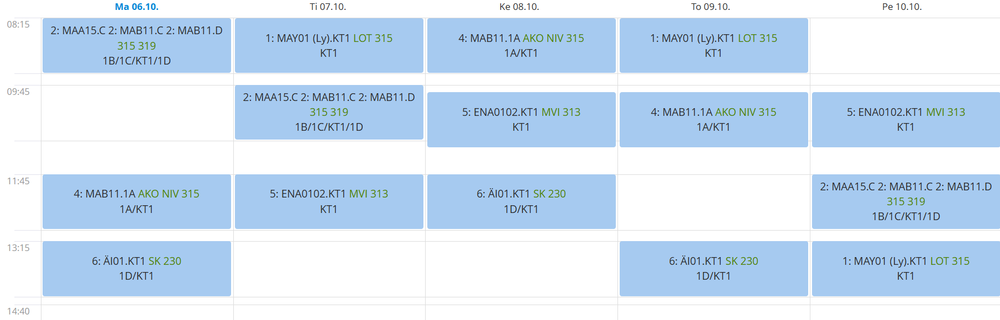 Ma 06.10.
Ti 07.10.
Ke 08.10.
To 09.10.
Pe 10.10.
08:15
2: MAA15.C 2: MAB11.C 2: MAB11.D
315 319
1B/1C/KT1/1D
1: MAY01 (Ly).KT1 LOT 315
KT1
4: MAB11.1A AKO NIV 315
1A/KT1
1: MAY01 (Ly).KT1 LOT 315
KT1
09:45
2: MAA15.C 2: MAB11.C 2: MAB11.D
315 319
1B/1C/KT1/1D
5: ENA0102.KT1 MVI 313
KT1
4: MAB11.1A AKO NIV 315
1A/KT1
5: ENA0102.KT1 MVI 313
KT1
11:45
4: MAB11.1A AKO NIV 315
1A/KT1
5: ENA0102.KT1 MVI 313
KT1
6: ÄI01.KT1 SK 230
1D/KT1
2: MAA15.C 2: MAB11.C 2: MAB11.D
315 319
1B/1C/KT1/1D
13:15
6: ÄI01.KT1 SK 230
1D/KT1
6: ÄI01.KT1 SK 230
1D/KT1
1: MAY01 (Ly).KT1 LOT 315
KT1
14:40